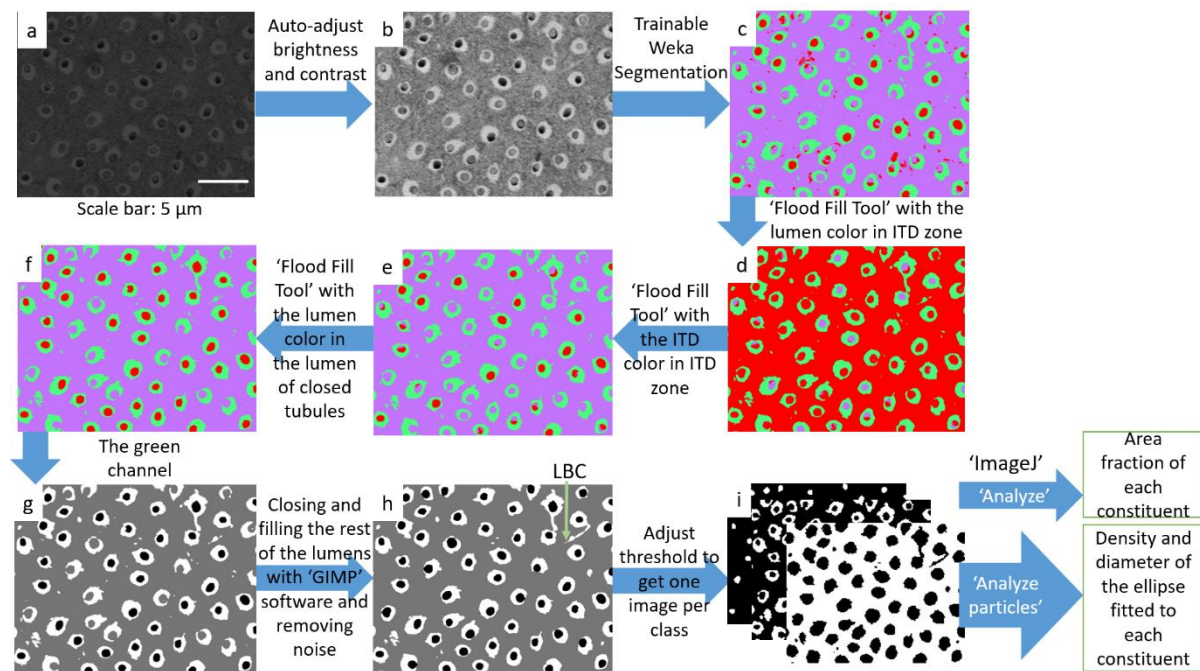 a
Auto-adjust
brightness
and contrast
b
Trainable
Weka
Segmentation
c
Scale bar: 5 µm
‘Flood Fill Tool’ with the
lumen color in ITD zone
d
‘Flood Fill
Tool’ with
the ITD
color in ITD
zone
e
‘Flood Fill
Tool’ with
the lumen
color in
the lumen
of closed
tubules
f
The green
channel
g
Closing and
filling the rest
of the lumens
with ‘GIMP’
software and
removing
noise
h
LBC
Adjust
threshold to
get one
image per
class
i
‘ImageJ’
‘Analyze’
Area
fraction of
each
constituent
‘Analyze
particles’
Density and
diameter of
the ellipse
fitted to
each
constituent